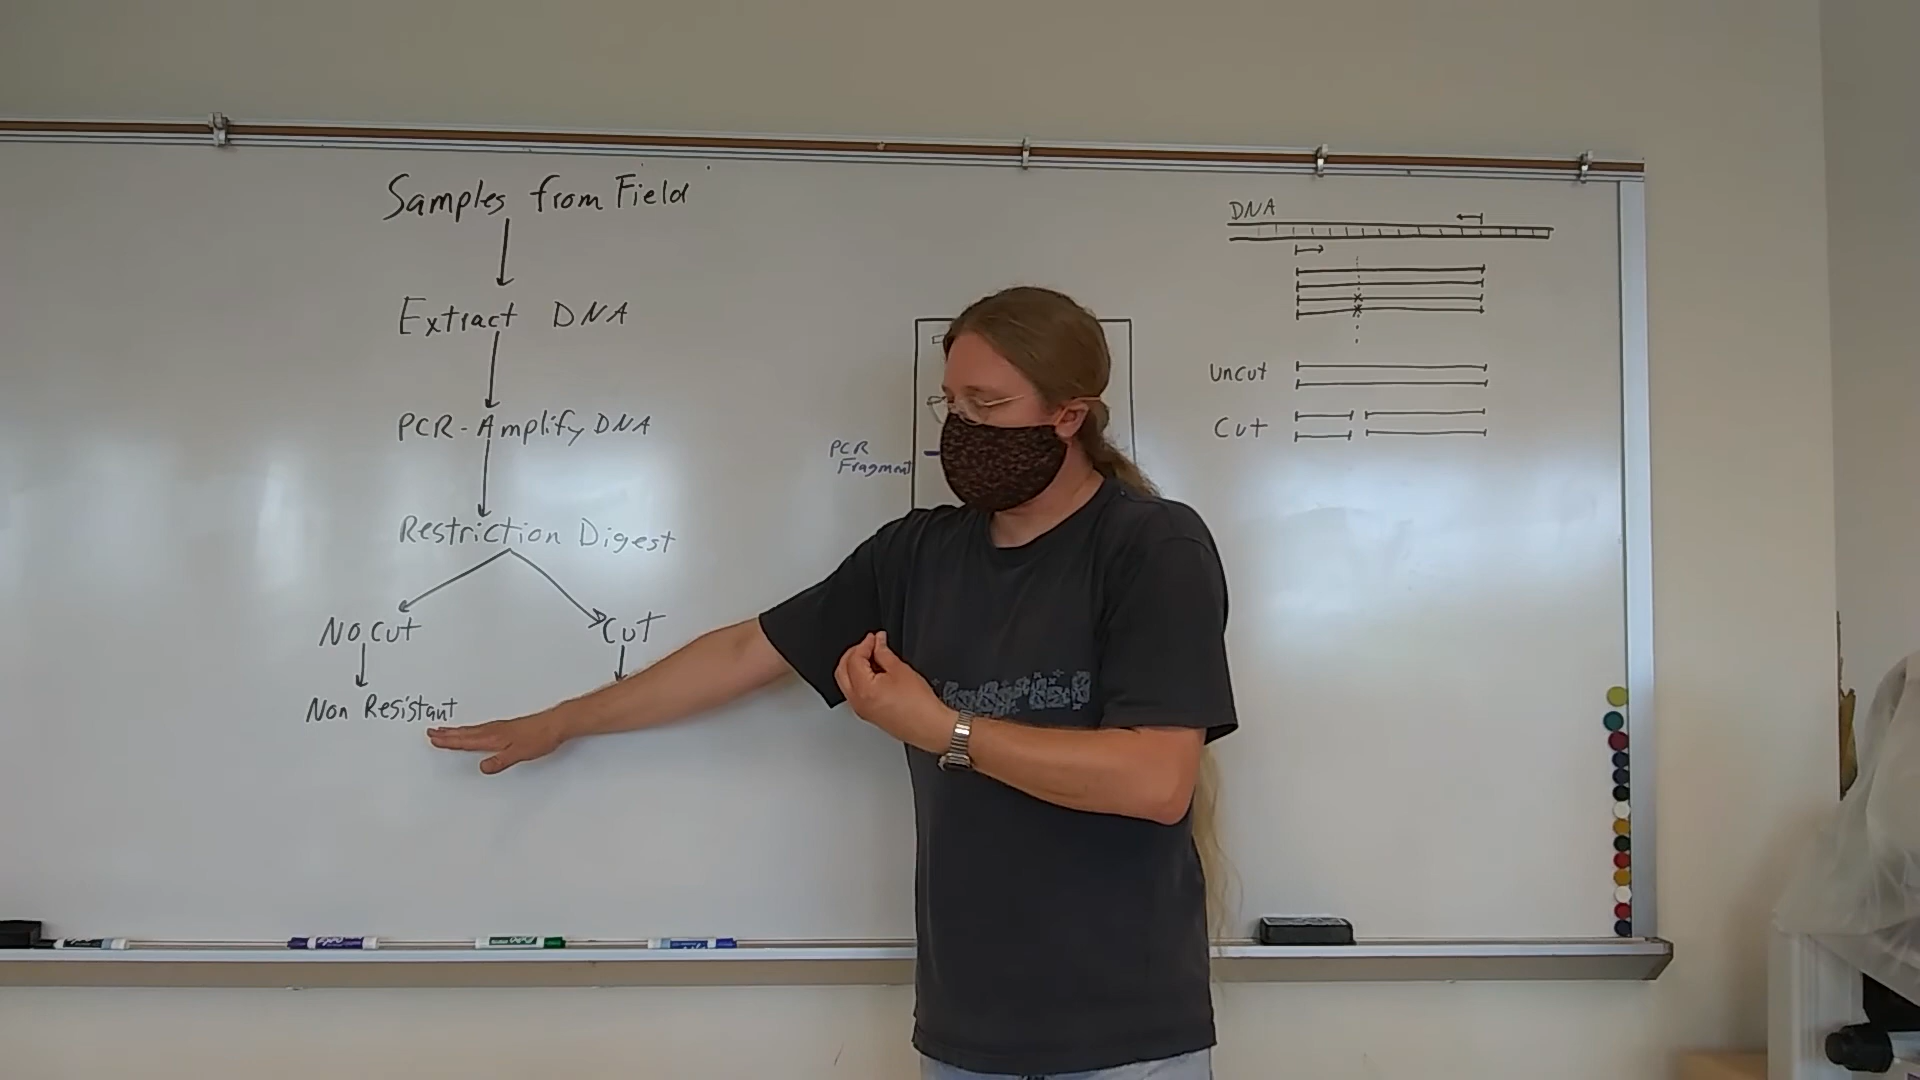 Samples from Field
Extract DNA
PCR-Amplify DNA
Restriction Digest
No Cut
Cut
Non Resistant
PCR
Fragment
DNA
Uncut
Cut